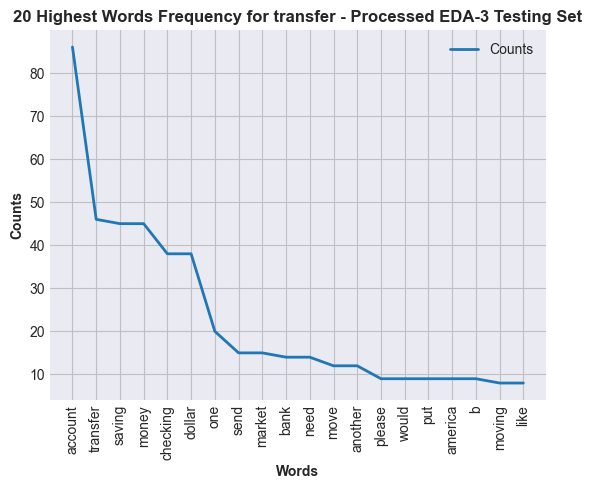 20 Highest Words Frequency for transfer - Processed EDA-3 Testing Set
Counts
80
70
60
50
40
30
20
10
Counts
account
transfer
saving
money
checking
dollar
one
send
market
bank
need
move
another
please
would
put
america
b
moving
like
Words